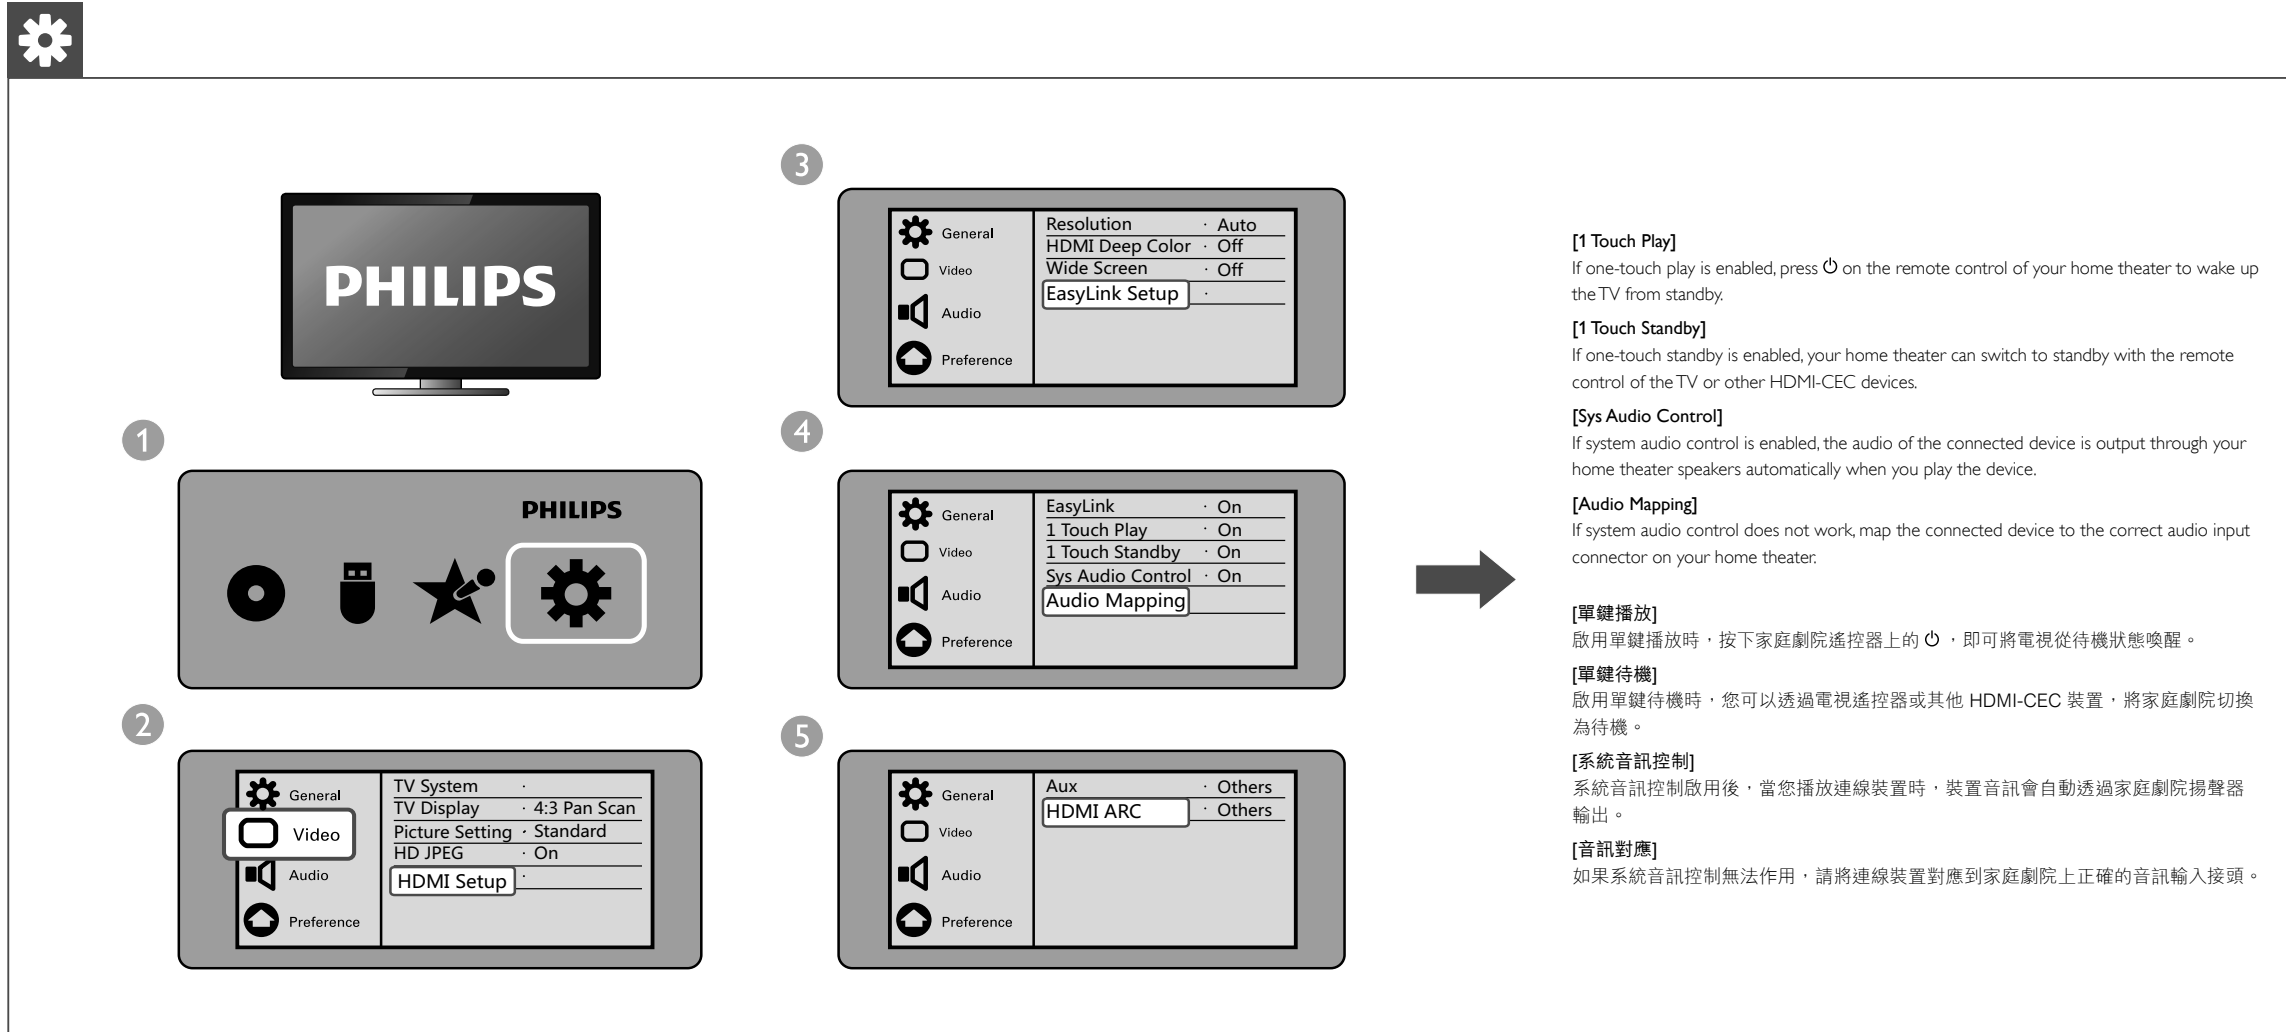 PHILIPS
1
PHILIPS
2
General
Video
Audio
Preference
TV System ·
TV Display · 4:3 Pan Scan
Picture Setting · Standard
HD JPEG · On
HDMI Setup ·
3
General
Video
Audio
Preference
Resolution · Auto
HDMI Deep Color · Off
Wide Screen · Off
EasyLink Setup ·
4
General
Video
Audio
Preference
EasyLink · On
1 Touch Play · On
1 Touch Standby · On
Sys Audio Control · On
Audio Mapping
5
General
Video
Audio
Preference
Aux · Others
HDMI ARC · Others
[1 Touch Play]
If one-touch play is enabled, press ⏻ on the remote control of your home theater to wake up
the TV from standby.
[1 Touch Standby]
If one-touch standby is enabled, your home theater can switch to standby with the remote
control of the TV or other HDMI-CEC devices.
[Sys Audio Control]
If system audio control is enabled, the audio of the connected device is output through your
home theater speakers automatically when you play the device.
[Audio Mapping]
If system audio control does not work, map the connected device to the correct audio input
connector on your home theater.
[單鍵播放]
啟用單鍵播放時，按下家庭劇院遙控器上的 ⏻ ，即可將電視從待機狀態喚醒。
[單鍵待機]
啟用單鍵待機時，您可以透過電視遙控器或其他 HDMI-CEC 裝置，將家庭劇院切換
為待機。
[系統音訊控制]
系統音訊控制啟用後，當您播放連線裝置時，裝置音訊會自動透過家庭劇院揚聲器
輸出。
[音訊對應]
如果系統音訊控制無法作用，請將連線裝置對應到家庭劇院上正確的音訊輸入接頭。